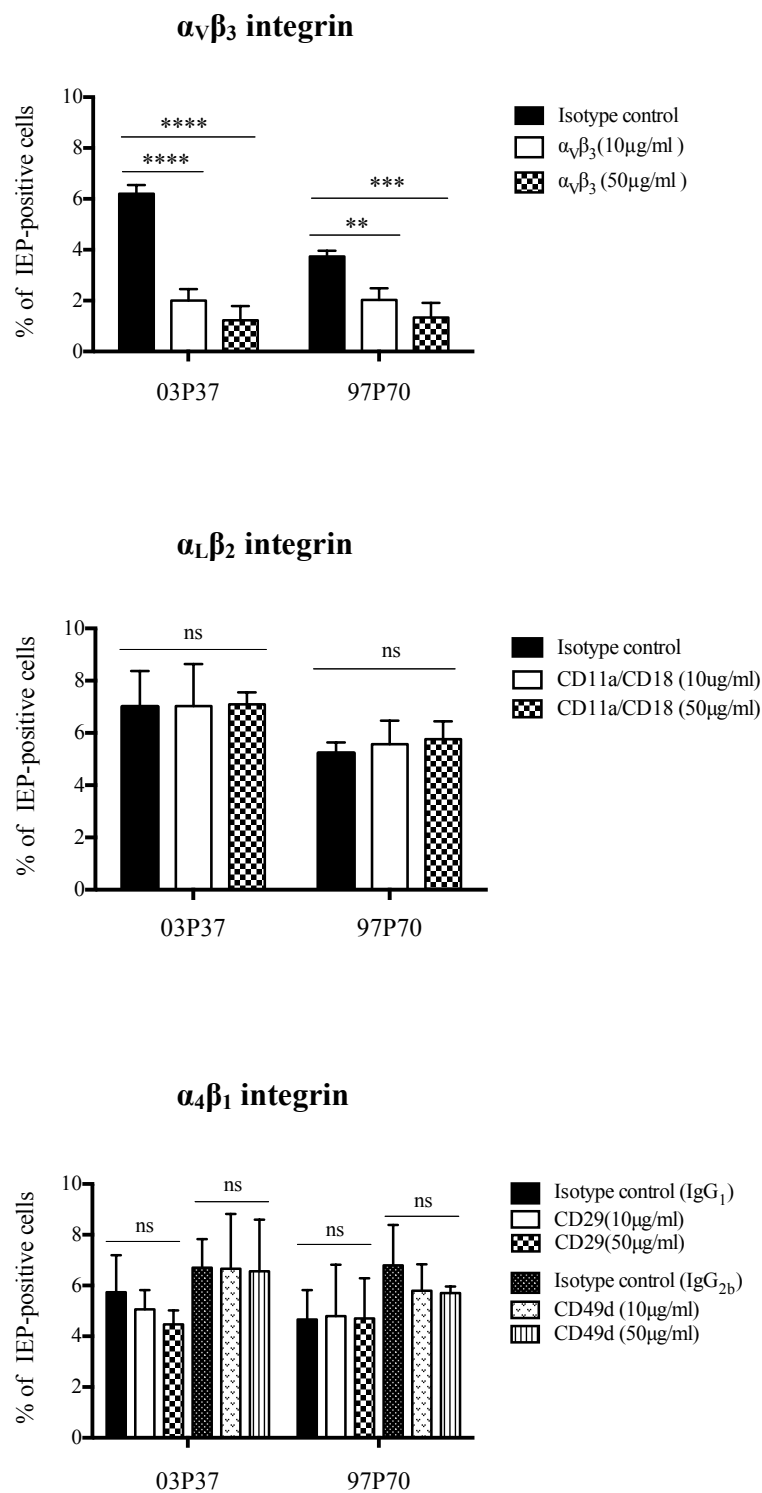 αVβ3 integrin
% of IEP-positive cells
10
8
6
4
2
0
****
****
***
**
03P37
97P70
Isotype control
αVβ3 (10µg/ml )
αVβ3 (50µg/ml )
αLβ2 integrin
% of IEP-positive cells
10
8
6
4
2
0
ns
ns
03P37
97P70
Isotype control
CD11a/CD18 (10ug/ml)
CD11a/CD18 (50µg/ml)
α4β1 integrin
% of IEP-positive cells
10
8
6
4
2
0
ns
ns
ns
ns
03P37
97P70
Isotype control (IgG1)
CD29(10µg/ml)
CD29(50µg/ml)
Isotype control (IgG2b)
CD49d (10µg/ml)
CD49d (50µg/ml)